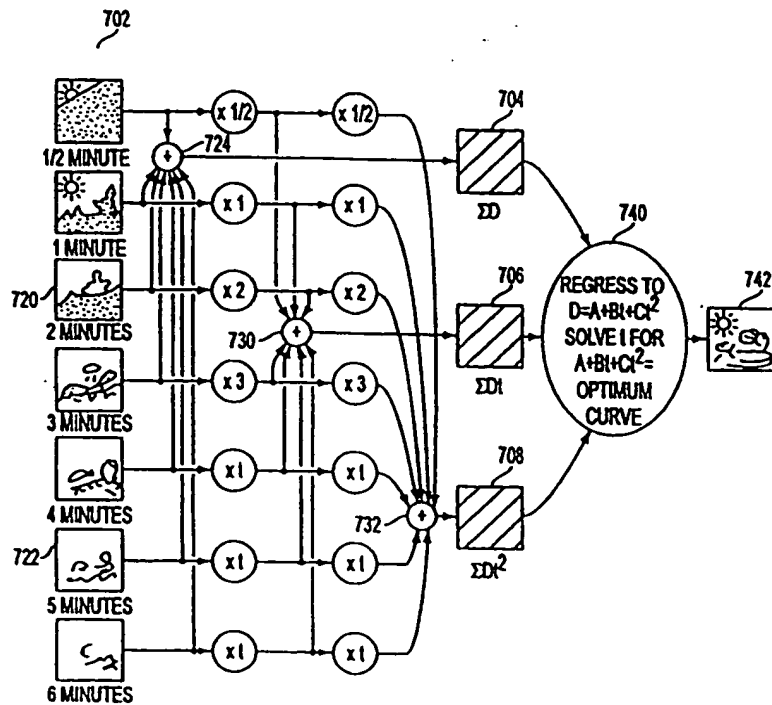 702
1/2 MINUTE
x 1/2
x 1/2
+
724
704
ΣD
1 MINUTE
x 1
x 1
740
720
2 MINUTES
x 2
x 2
730
+
706
ΣDt
REGRESS TO
D=A+Bt+Ct²
SOLVE t FOR
A+Bt+Ct²=
OPTIMUM
CURVE
742
3 MINUTES
x 3
x 3
4 MINUTES
x t
x t
708
732
+
ΣDt²
722
5 MINUTES
x t
x t
6 MINUTES
x t
x t